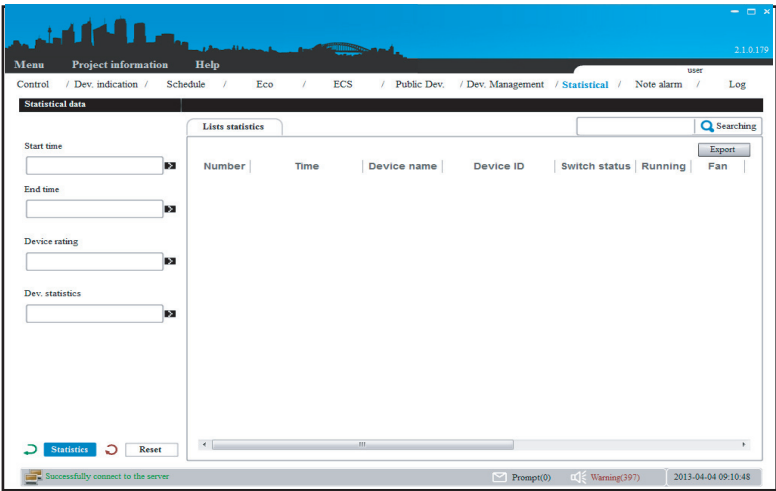 2.1.0.179
Menu Project information Help
user
Control / Dev. indication / Schedule / Eco / ECS / Public Dev. / Dev. Management / Statistical / Note alarm / Log
Statistical data
Lists statistics
Searching
Export
Start time
Number Time Device name Device ID Switch status Running Fan
End time
Device rating
Dev. statistics
Statistics Reset
Successfully connect to the server Prompt(0) Warning(397) 2013-04-04 09:10:48